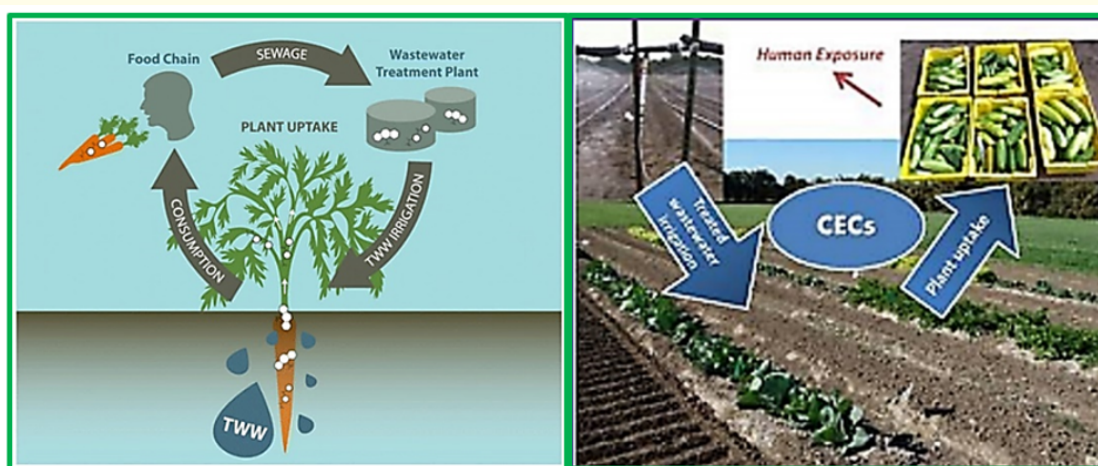 Food Chain
SEWAGE
Wastewater
Treatment Plant
PLANT UPTAKE
CONSUMPTION
TWW IRRIGATION
TWW
Human Exposure
Treated
wastewater
irrigation
CECs
Plant uptake